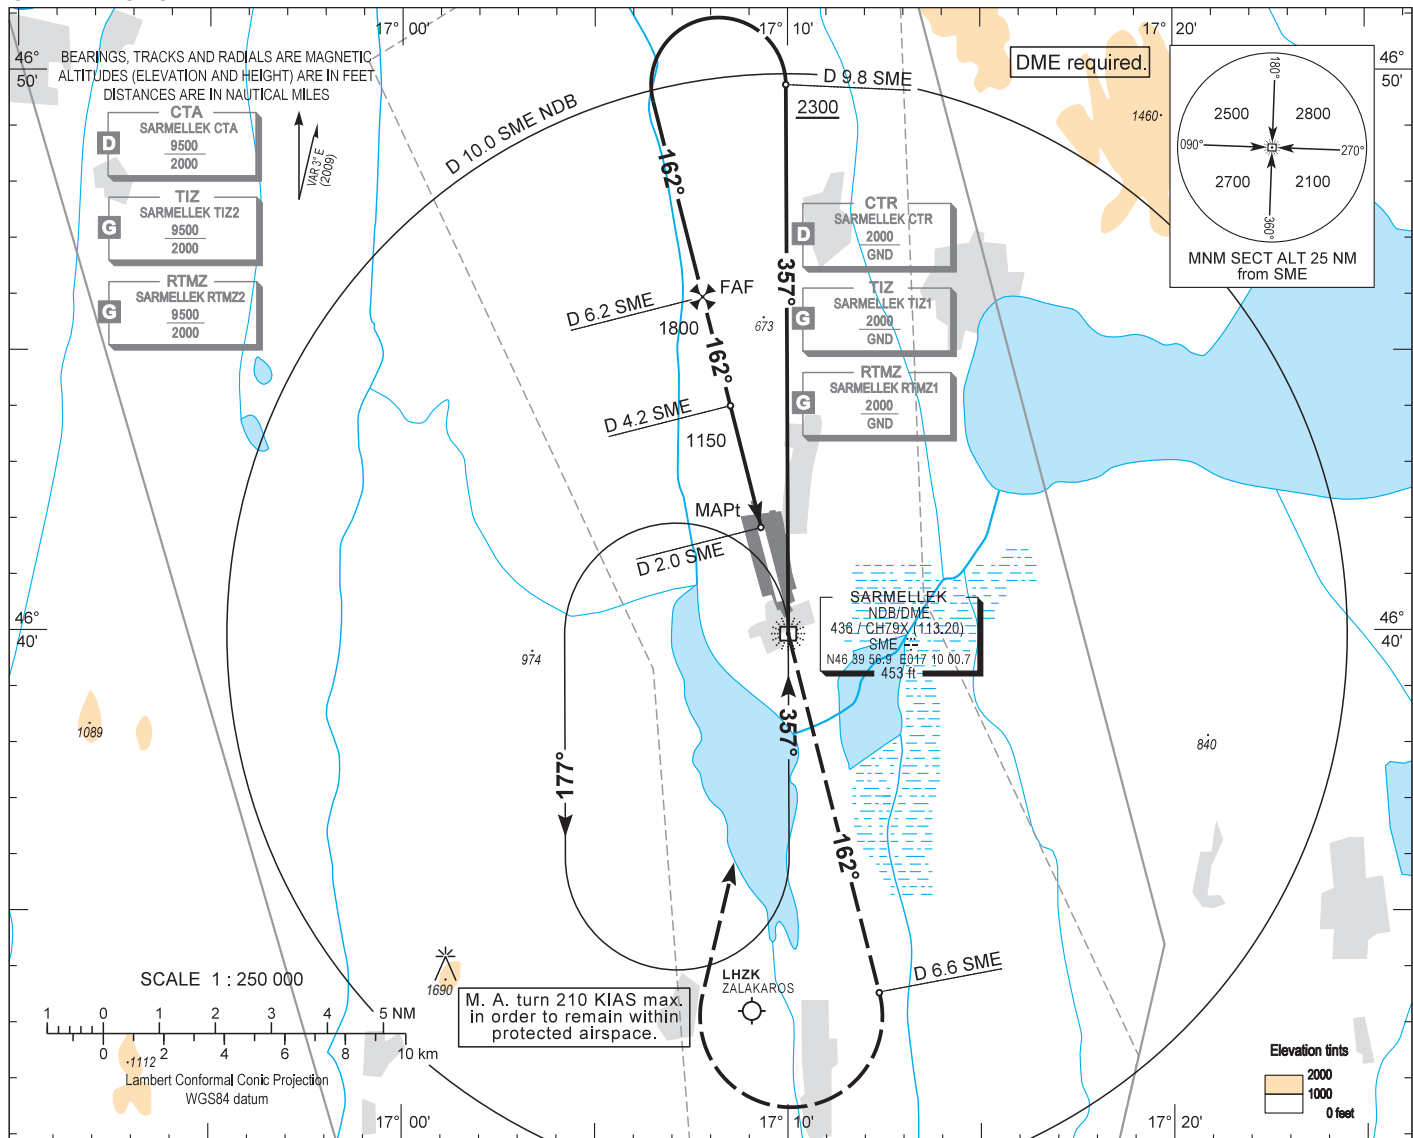 17° 00'
17° 10'
17° 20'
46°
50'
46°
50'
BEARINGS, TRACKS AND RADIALS ARE MAGNETIC
ALTITUDES (ELEVATION AND HEIGHT) ARE IN FEET
DISTANCES ARE IN NAUTICAL MILES
CTA
SARMELLEK CTA
D
9500
2000
TIZ
SARMELLEK TIZ2
G
9500
2000
RTMZ
SARMELLEK RTMZ2
G
9500
2000
VAR 3° E
(2009)
D 10.0 SME NDB
D 9.8 SME
2300
DME required.
1460
180°
2500
2800
090°
270°
2700
2100
360°
MNM SECT ALT 25 NM
from SME
162°
357°
CTR
SARMELLEK CTR
D
2000
GND
TIZ
SARMELLEK TIZ1
G
2000
GND
RTMZ
SARMELLEK RTMZ1
G
2000
GND
FAF
D 6.2 SME
1800
673
162°
D 4.2 SME
1150
MAPt
D 2.0 SME
46°
40'
46°
40'
SARMELLEK
NDB/DME
436 / CH79X (113.20)
SME
N46 39 56.9 E017 10 00.7
453 ft
974
1089
840
357°
177°
162°
D 6.6 SME
LHZK
ZALAKAROS
1690
M. A. turn 210 KIAS max.
in order to remain within
protected airspace.
SCALE 1 : 250 000
1 0 1 2 3 4 5 NM
0 2 4 6 8 10 km
1112
Lambert Conformal Conic Projection
WGS84 datum
Elevation tints
2000
1000
0 feet
17° 00'
17° 10'
17° 20'